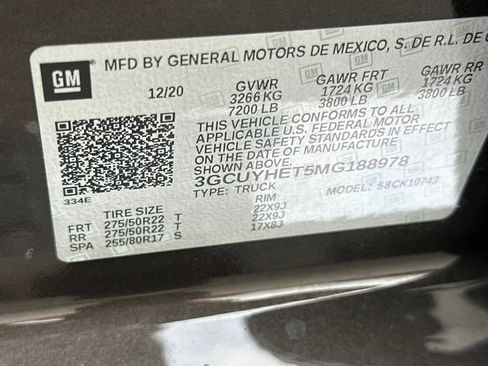 GM
MFD BY GENERAL MOTORS DE MEXICO, S. DE R.L. DE
12/20 GVWR GAWR FRT GAWR RR
3266 KG 1724 KG 1724 KG
7200 LB 3800 LB 3800 LB
THIS VEHICLE CONFORMS TO ALL
APPLICABLE U.S. FEDERAL MOTOR
VEHICLE SAFETY STANDARDS IN EFFECT
ON THE DATE OF MANUFACTURE
SHOWN ABOVE.
3GCUYHET5MG188978
TYPE: TRUCK MODEL: 58CK10743
334E
TIRE SIZE RIM
FRT 275/50R22 T 22X9J
RR 275/50R22 T 22X9J
SPA 255/80R17 S 17X8J